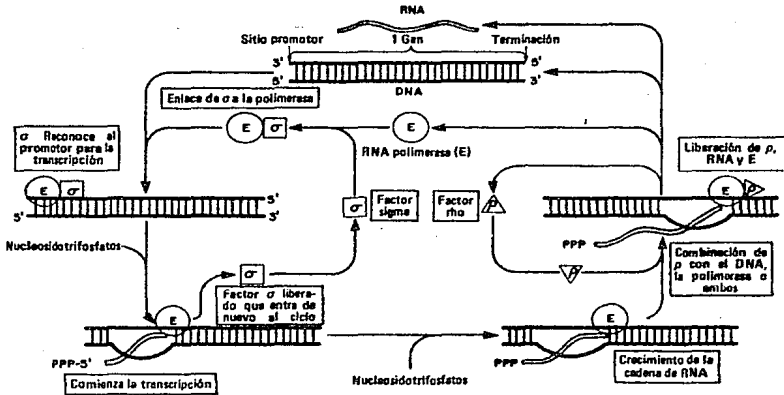 RNA
Sitio promotor
1 Gen
Terminación
3'
5'
5'
3'
DNA
Enlace de σ a la polimerasa
E
σ
E
RNA polimerasa (E)
σ Reconoce al
promotor para la
transcripción
E
σ
5'
5'
3'
Nucleosidotrifosfatos
σ
Factor
sigma
Factor
rho
ρ
Liberación de ρ,
RNA y E
E
ρ
PPP
ρ
Combinación de
ρ con el DNA,
la polimerasa o
ambos
σ
Factor σ libera-
do que entra de
nuevo al ciclo
E
PPP-5'
Comienza la transcripción
Nucleosidotrifosfatos
E
PPP
Crecimiento de la
cadena de RNA